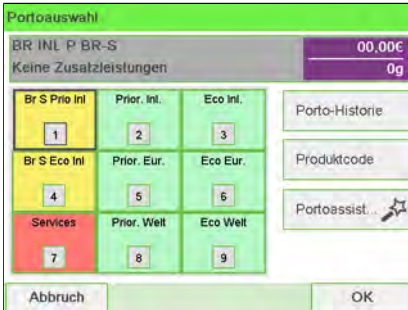 Portoauswahl
BR INL P BR-S 00,00€
Keine Zusatzleistungen 0g
Br S Prio Inl Prior. Inl. Eco Inl.
1 2 3
Porto-Historie
Br S Eco Inl Prior. Eur. Eco Eur.
4 5 6
Produktcode
Services Prior. Welt Eco Welt
7 8 9
Portoassist...
Abbruch OK